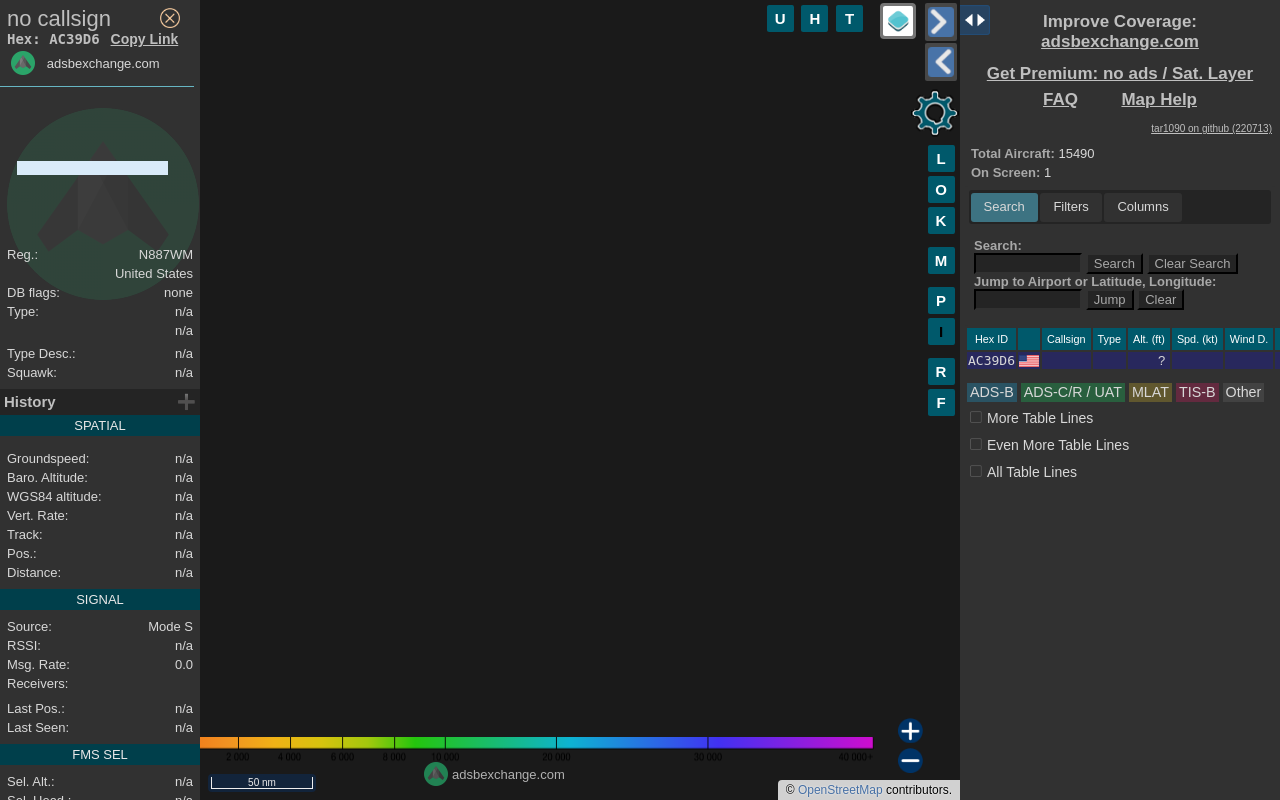 no callsign
Hex: AC39D6 Copy Link
adsbexchange.com
Reg.: N887WM
United States
DB flags: none
Type: n/a
n/a
Type Desc.: n/a
Squawk: n/a
History
SPATIAL
Groundspeed: n/a
Baro. Altitude: n/a
WGS84 altitude: n/a
Vert. Rate: n/a
Track: n/a
Pos.: n/a
Distance: n/a
SIGNAL
Source: Mode S
RSSI: n/a
Msg. Rate: 0.0
Receivers:
Last Pos.: n/a
Last Seen: n/a
FMS SEL
Sel. Alt.: n/a
Sel. Head.: n/a
U H T
L
O
K
M
P
I
R
F
2 000 4 000 6 000 8 000 10 000 20 000 30 000 40 000+
adsbexchange.com
50 nm
© OpenStreetMap contributors.
Improve Coverage:
adsbexchange.com
Get Premium: no ads / Sat. Layer
FAQ Map Help
tar1090 on github (220713)
Total Aircraft: 15490
On Screen: 1
Search Filters Columns
Search:
Search Clear Search
Jump to Airport or Latitude, Longitude:
Jump Clear
Hex ID Callsign Type Alt. (ft) Spd. (kt) Wind D.
AC39D6 ?
ADS-B ADS-C/R / UAT MLAT TIS-B Other
More Table Lines
Even More Table Lines
All Table Lines